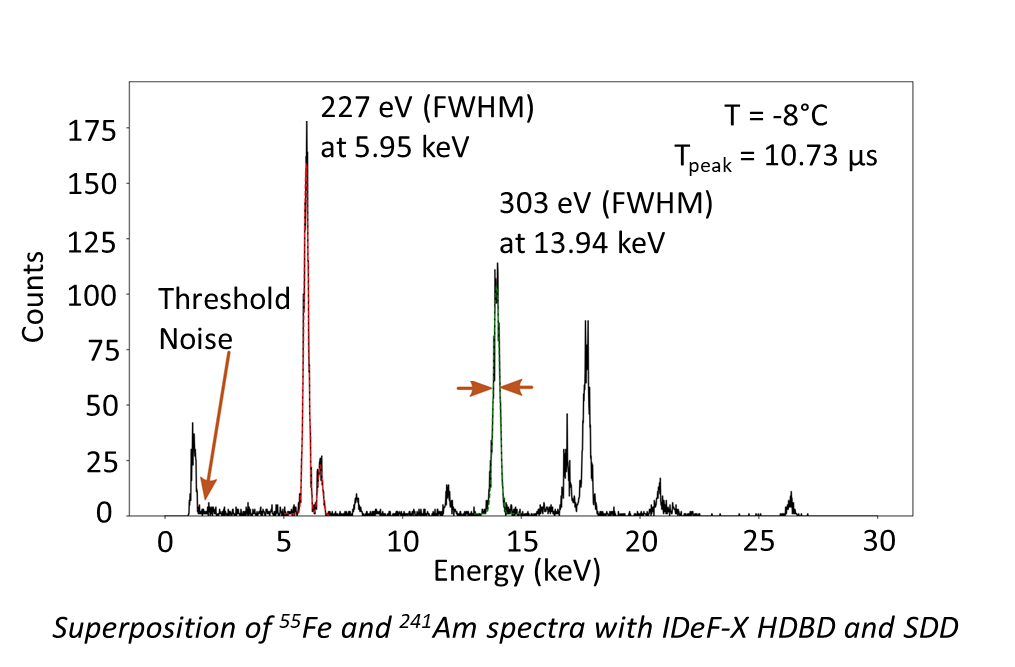 227 eV (FWHM)
at 5.95 keV
T = -8°C
Tpeak = 10.73 µs
303 eV (FWHM)
at 13.94 keV
Threshold
Noise
Counts
175
150
125
100
75
50
25
0
0 5 10 15 20 25 30
Energy (keV)
Superposition of 55Fe and 241Am spectra with IDeF-X HDBD and SDD